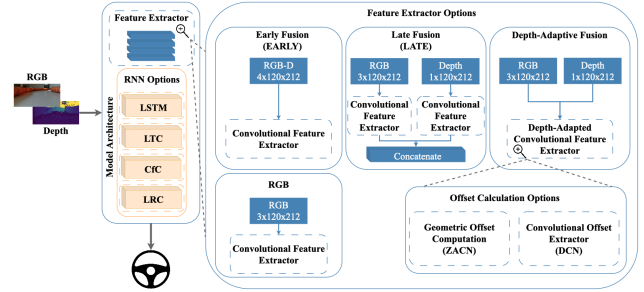 RGB
Depth
Model Architecture
Feature Extractor
RNN Options
LSTM
LTC
CfC
LRC
Feature Extractor Options
Early Fusion
(EARLY)
RGB-D
4x120x212
Convolutional Feature
Extractor
Late Fusion
(LATE)
RGB
3x120x212
Depth
1x120x212
Convolutional
Feature
Extractor
Convolutional
Feature
Extractor
Concatenate
Depth-Adaptive Fusion
RGB
3x120x212
Depth
1x120x212
Depth-Adapted
Convolutional Feature
Extractor
RGB
RGB
3x120x212
Convolutional Feature
Extractor
Offset Calculation Options
Geometric Offset
Computation
(ZACN)
Convolutional Offset
Extractor
(DCN)